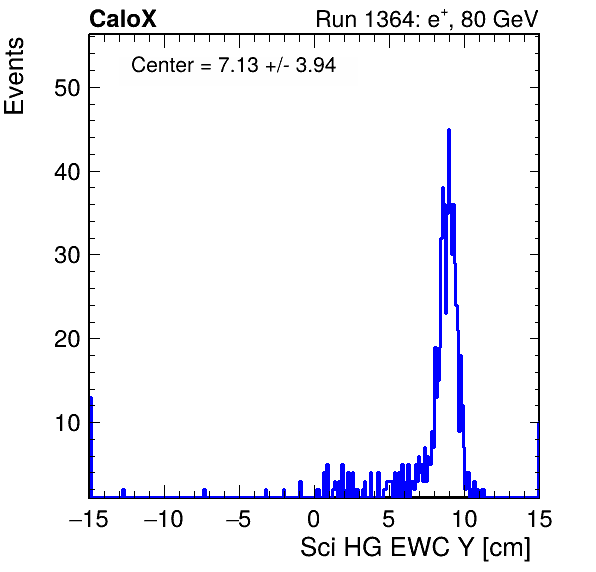 CaloX
Run 1364: e+, 80 GeV
Center = 7.13 +/- 3.94
Events
50
40
30
20
10
−15 −10 −5 0 5 10 15
Sci HG EWC Y [cm]